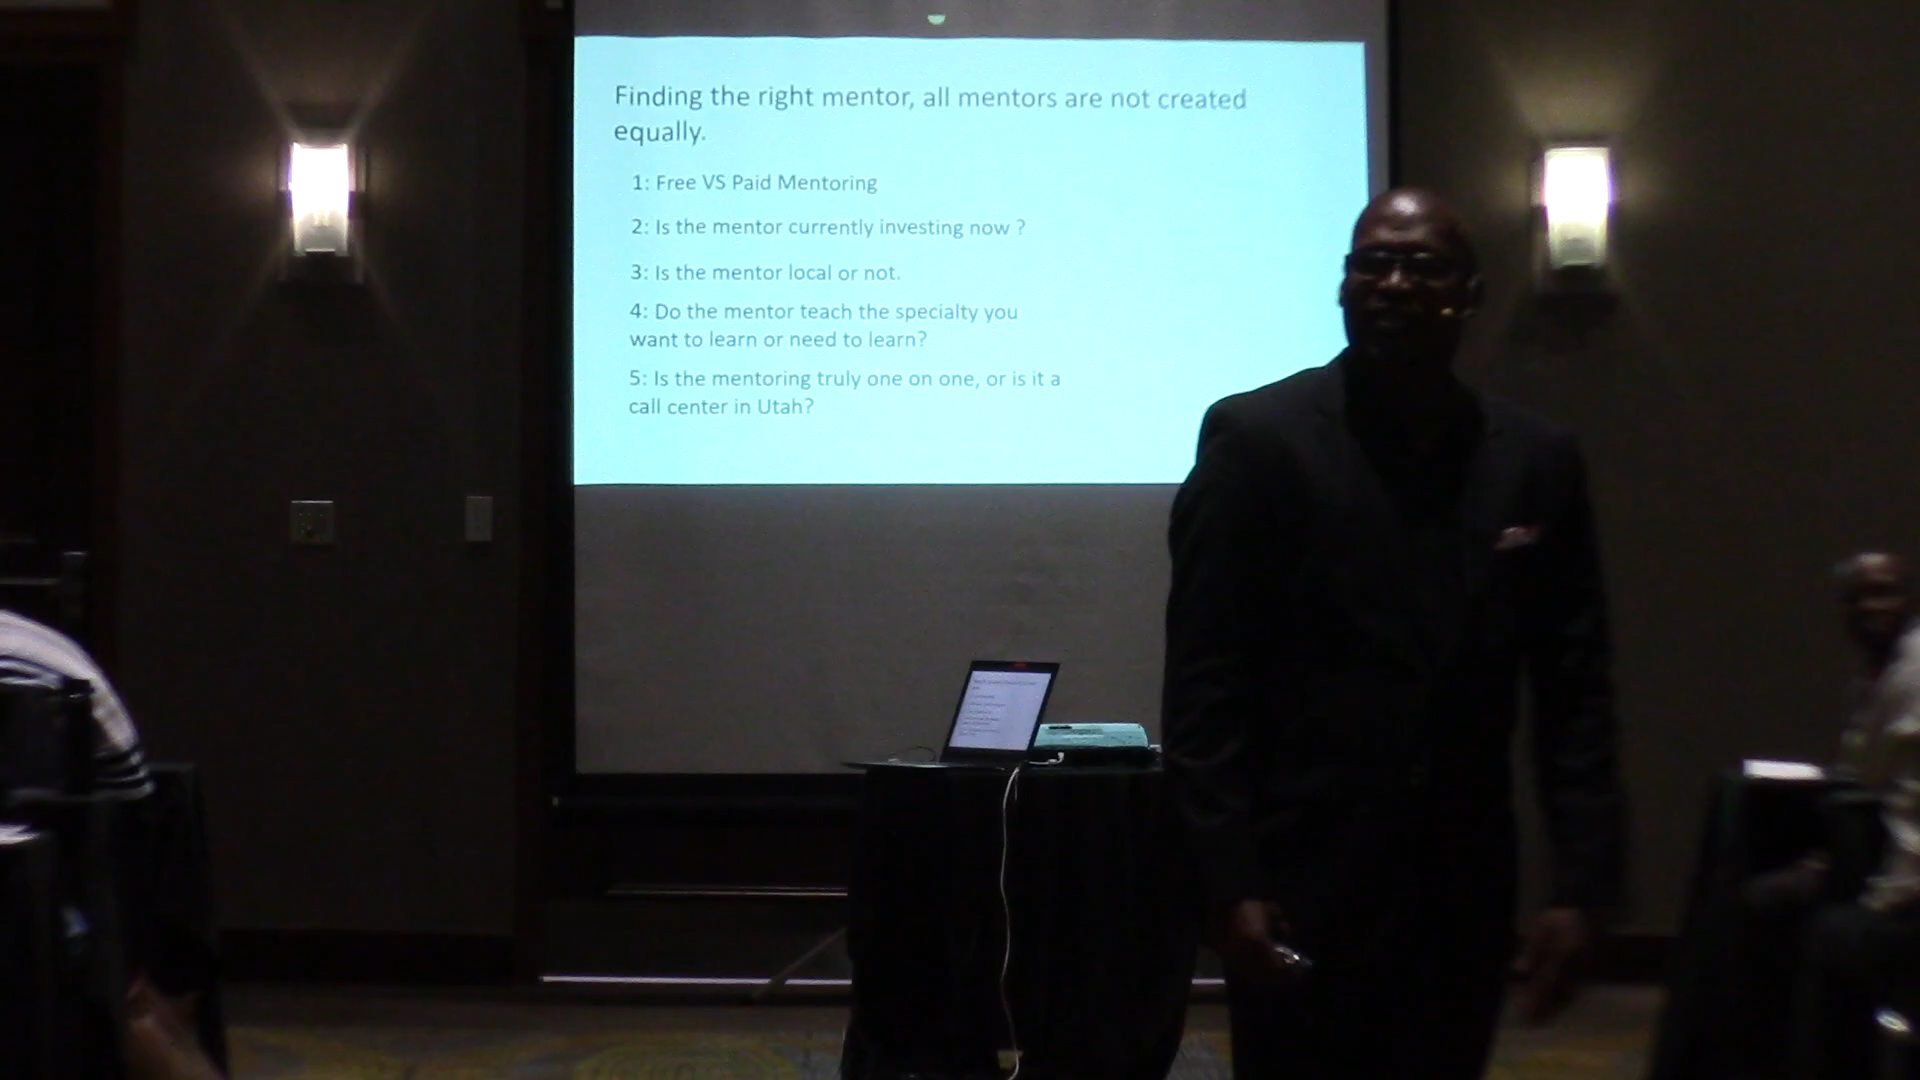 Finding the right mentor, all mentors are not created
equally.
1: Free VS Paid Mentoring
2: Is the mentor currently investing now ?
3: Is the mentor local or not.
4: Do the mentor teach the specialty you
want to learn or need to learn?
5: Is the mentoring truly one on one, or is it a
call center in Utah?